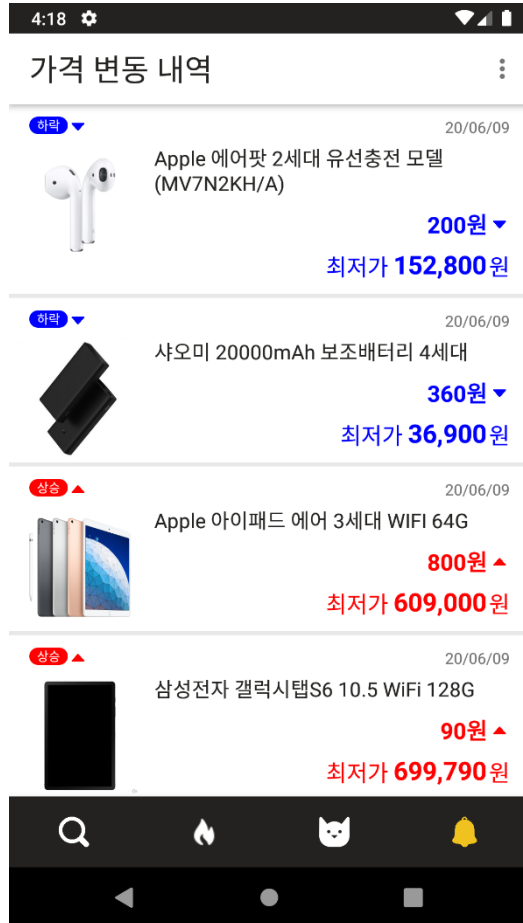 4:18
가격 변동 내역
하락
20/06/09
Apple 에어팟 2세대 유선충전 모델
(MV7N2KH/A)
200원
최저가 152,800원
하락
20/06/09
샤오미 20000mAh 보조배터리 4세대
360원
최저가 36,900원
상승
20/06/09
Apple 아이패드 에어 3세대 WIFI 64G
800원
최저가 609,000원
상승
20/06/09
삼성전자 갤럭시탭S6 10.5 WiFi 128G
90원
최저가 699,790원